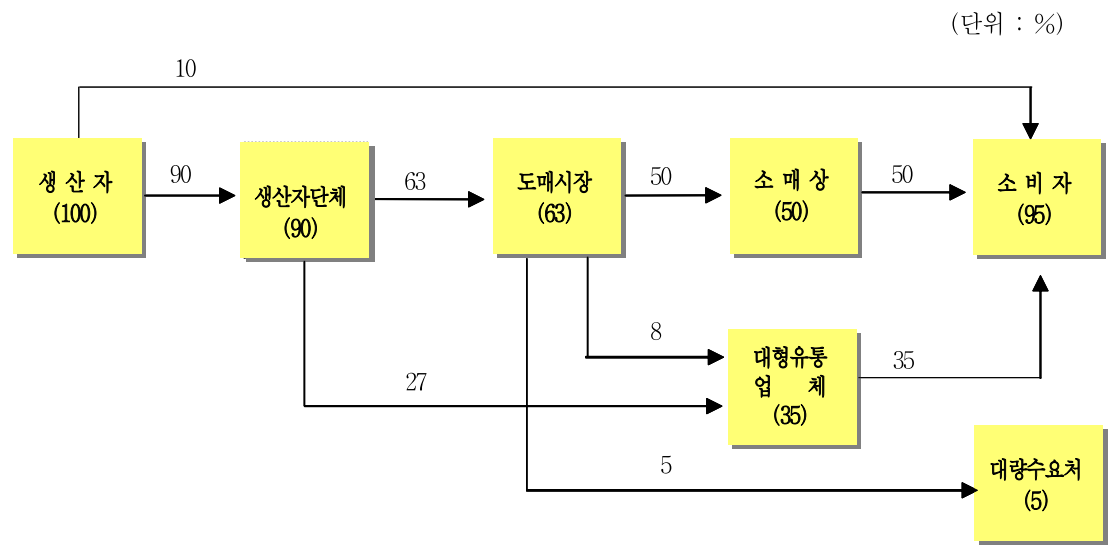 (단위 : %)
10
생 산 자
(100)
90
생산자단체
(90)
63
도매시장
(63)
50
소 매 상
(50)
50
소 비 자
(95)
8
27
대형유통
업 체
(35)
35
5
대량수요처
(5)